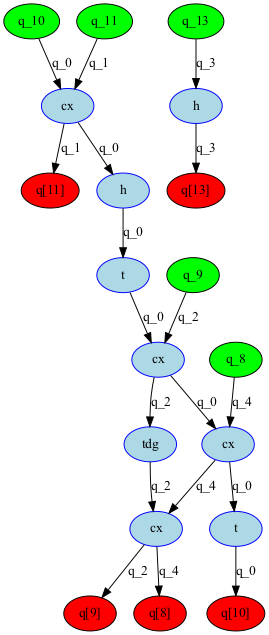 q_10 q_11 q_13
q_0 q_1 q_3
cx h
q_1 q_0 q_3
q[11] h q[13]
q_0
t q_9
q_0 q_2
cx q_8
q_2 q_0 q_4
tdg cx
q_2 q_4 q_0
cx t
q_2 q_4 q_0
q[9] q[8] q[10]